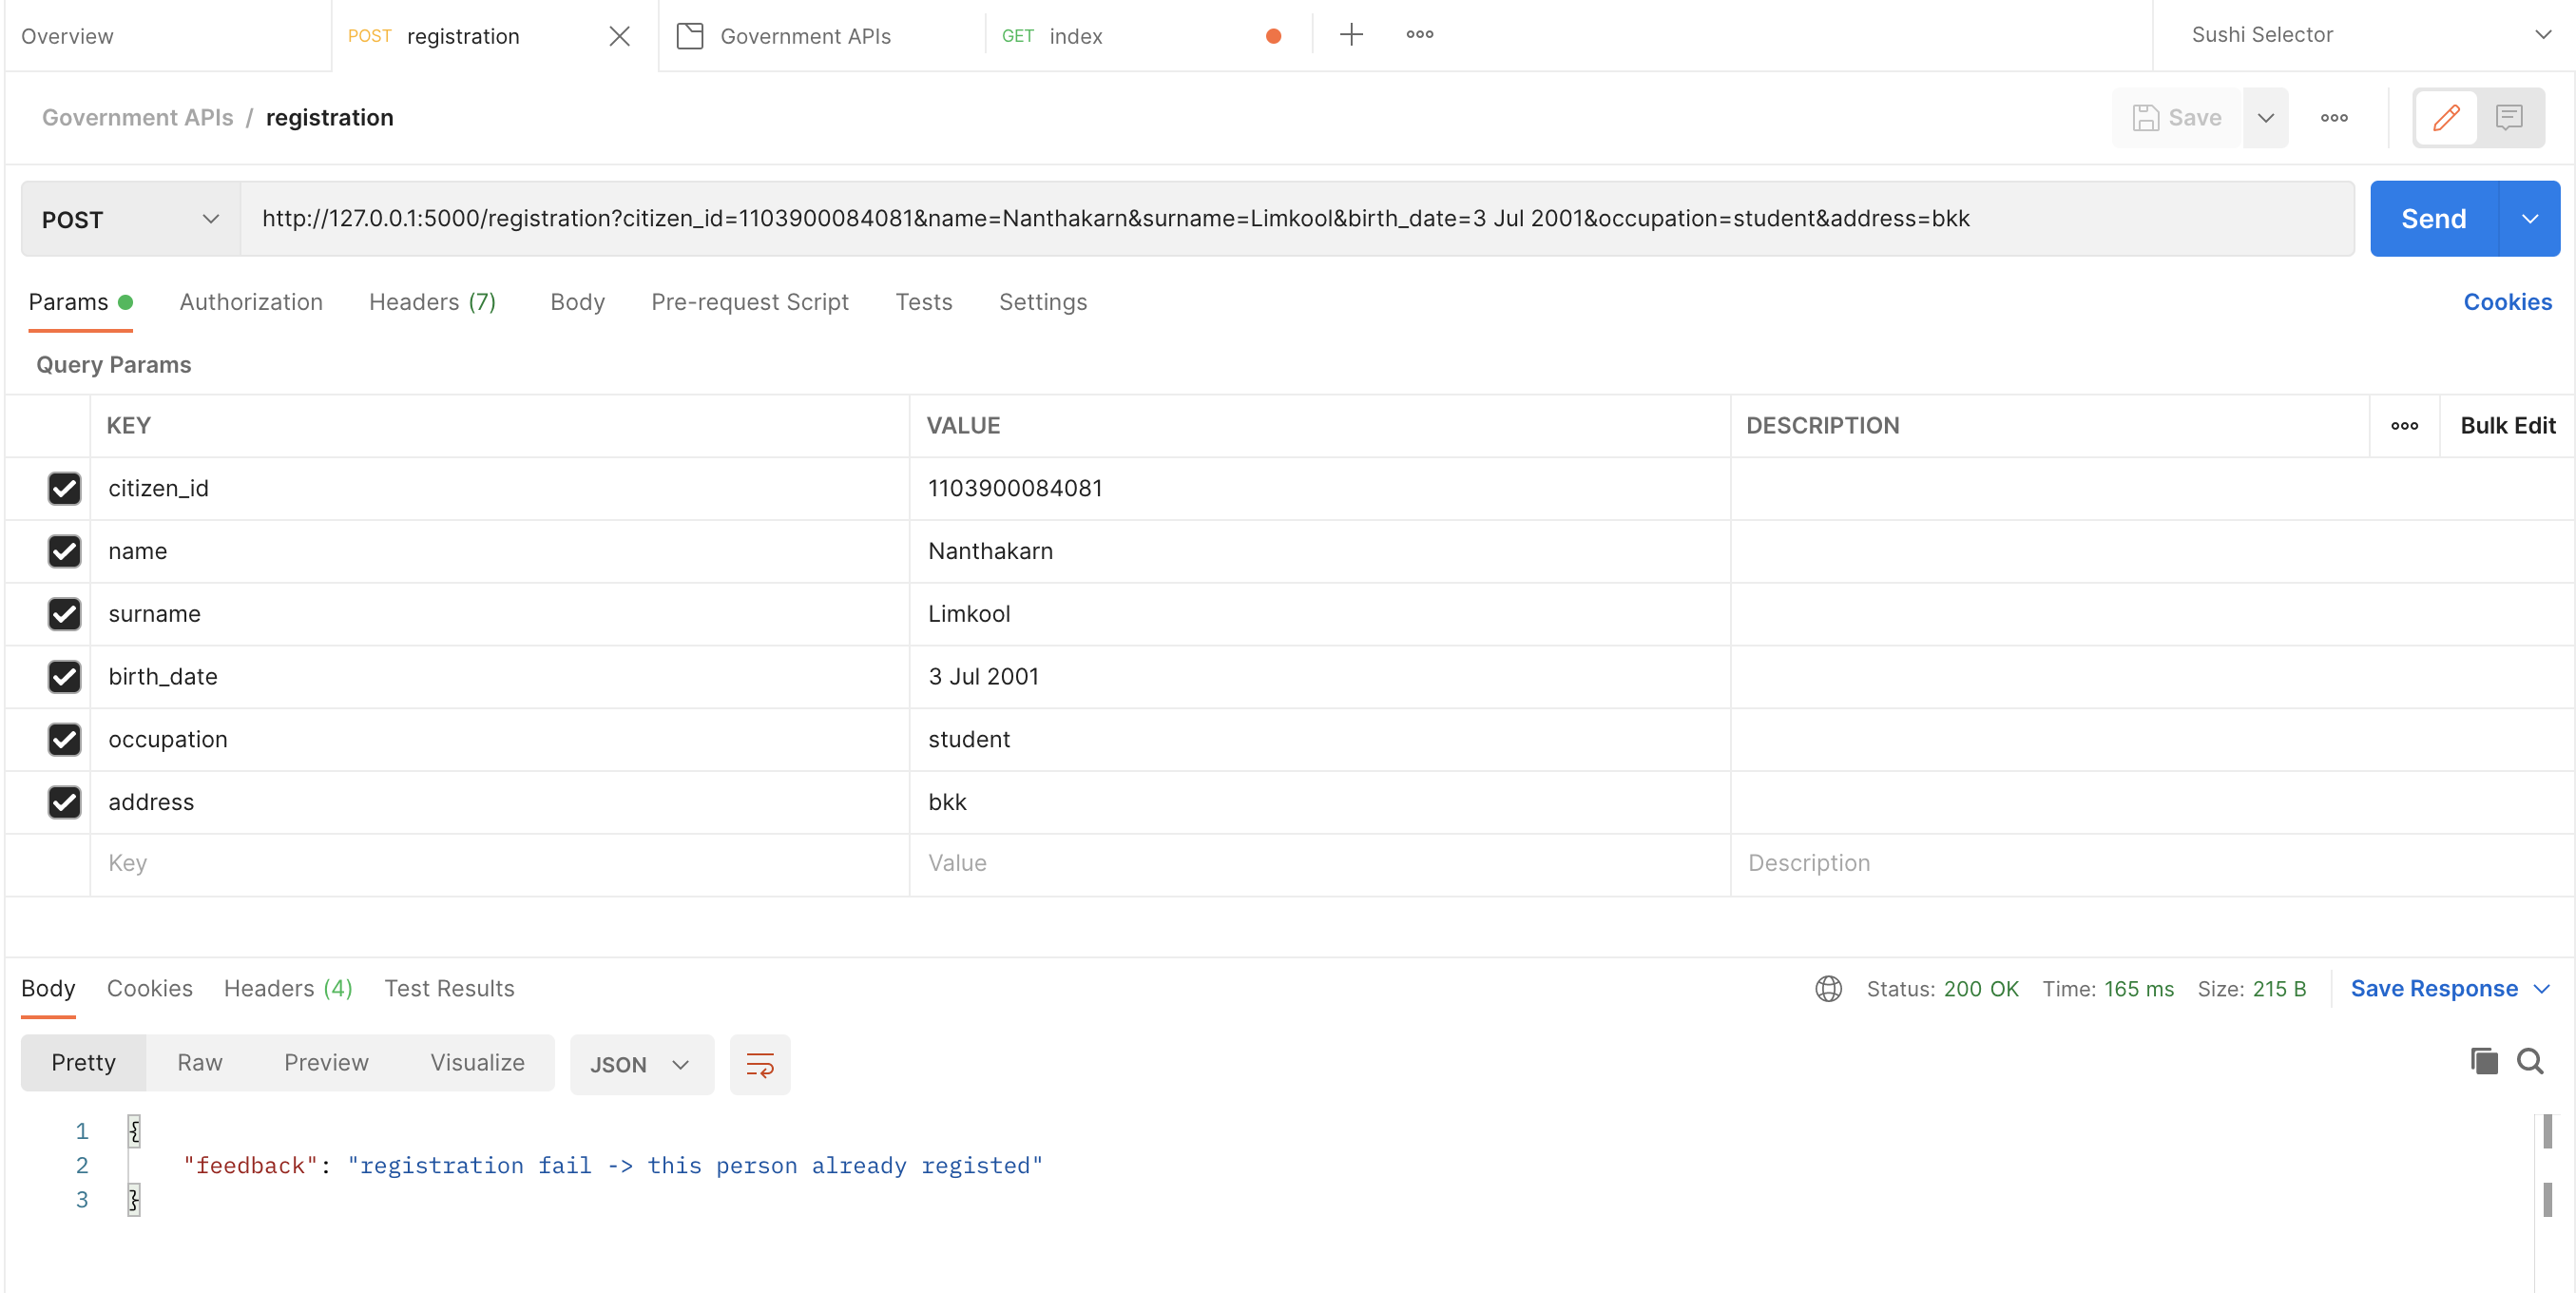 Overview POST registration Government APIs GET index Sushi Selector
Government APIs / registration Save
POST http://127.0.0.1:5000/registration?citizen_id=1103900084081&name=Nanthakarn&surname=Limkool&birth_date=3 Jul 2001&occupation=student&address=bkk Send
Params Authorization Headers (7) Body Pre-request Script Tests Settings Cookies
Query Params
KEY VALUE DESCRIPTION Bulk Edit
citizen_id 1103900084081
name Nanthakarn
surname Limkool
birth_date 3 Jul 2001
occupation student
address bkk
Key Value Description
Body Cookies Headers (4) Test Results Status: 200 OK Time: 165 ms Size: 215 B Save Response
Pretty Raw Preview Visualize JSON
1 {
2 "feedback": "registration fail -> this person already registed"
3 }